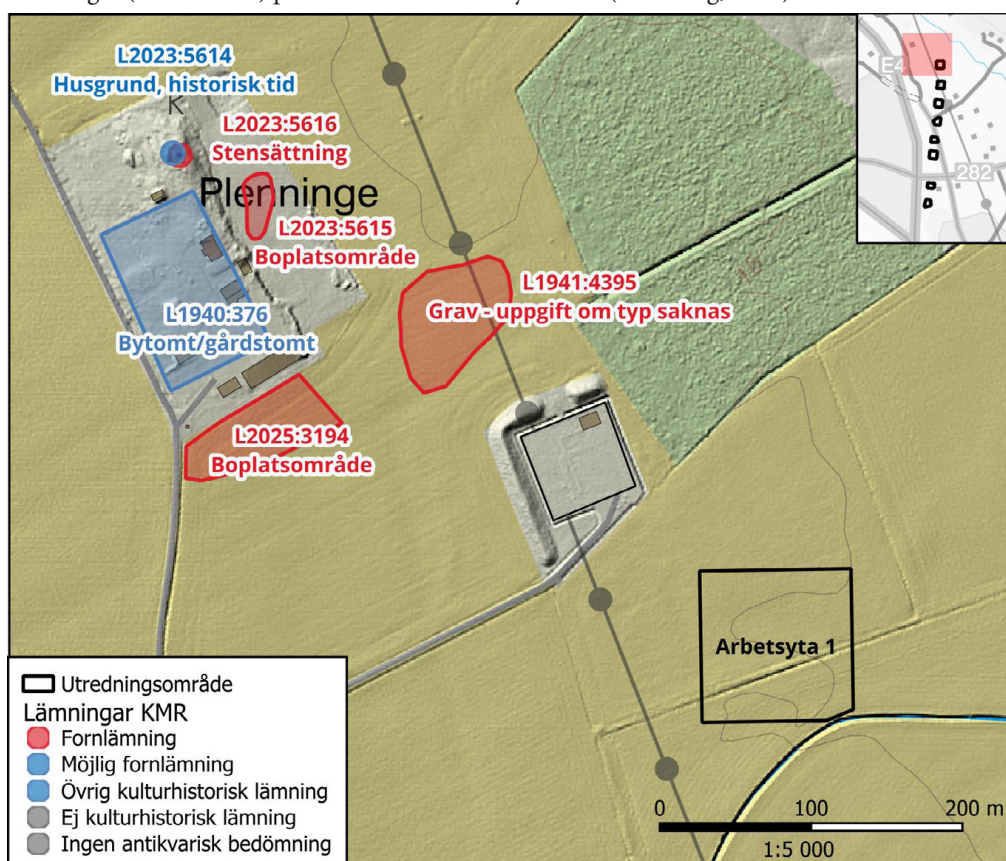 L2023:5614
Husgrund, historisk tid
K
L2023:5616
Stensättning
Plenninge
L2023:5615
Boplatsområde
L1941:4395
Grav - uppgift om typ saknas
L1940:376
Bytomt/gårdstomt
L2025:3194
Boplatsområde
E4
282
Arbetsyta 1
Utredningsområde
Lämningar KMR
Fornlämning
Möjlig fornlämning
Övrig kulturhistorisk lämning
Ej kulturhistorisk lämning
Ingen antikvarisk bedömning
0 100 200 m
1:5 000